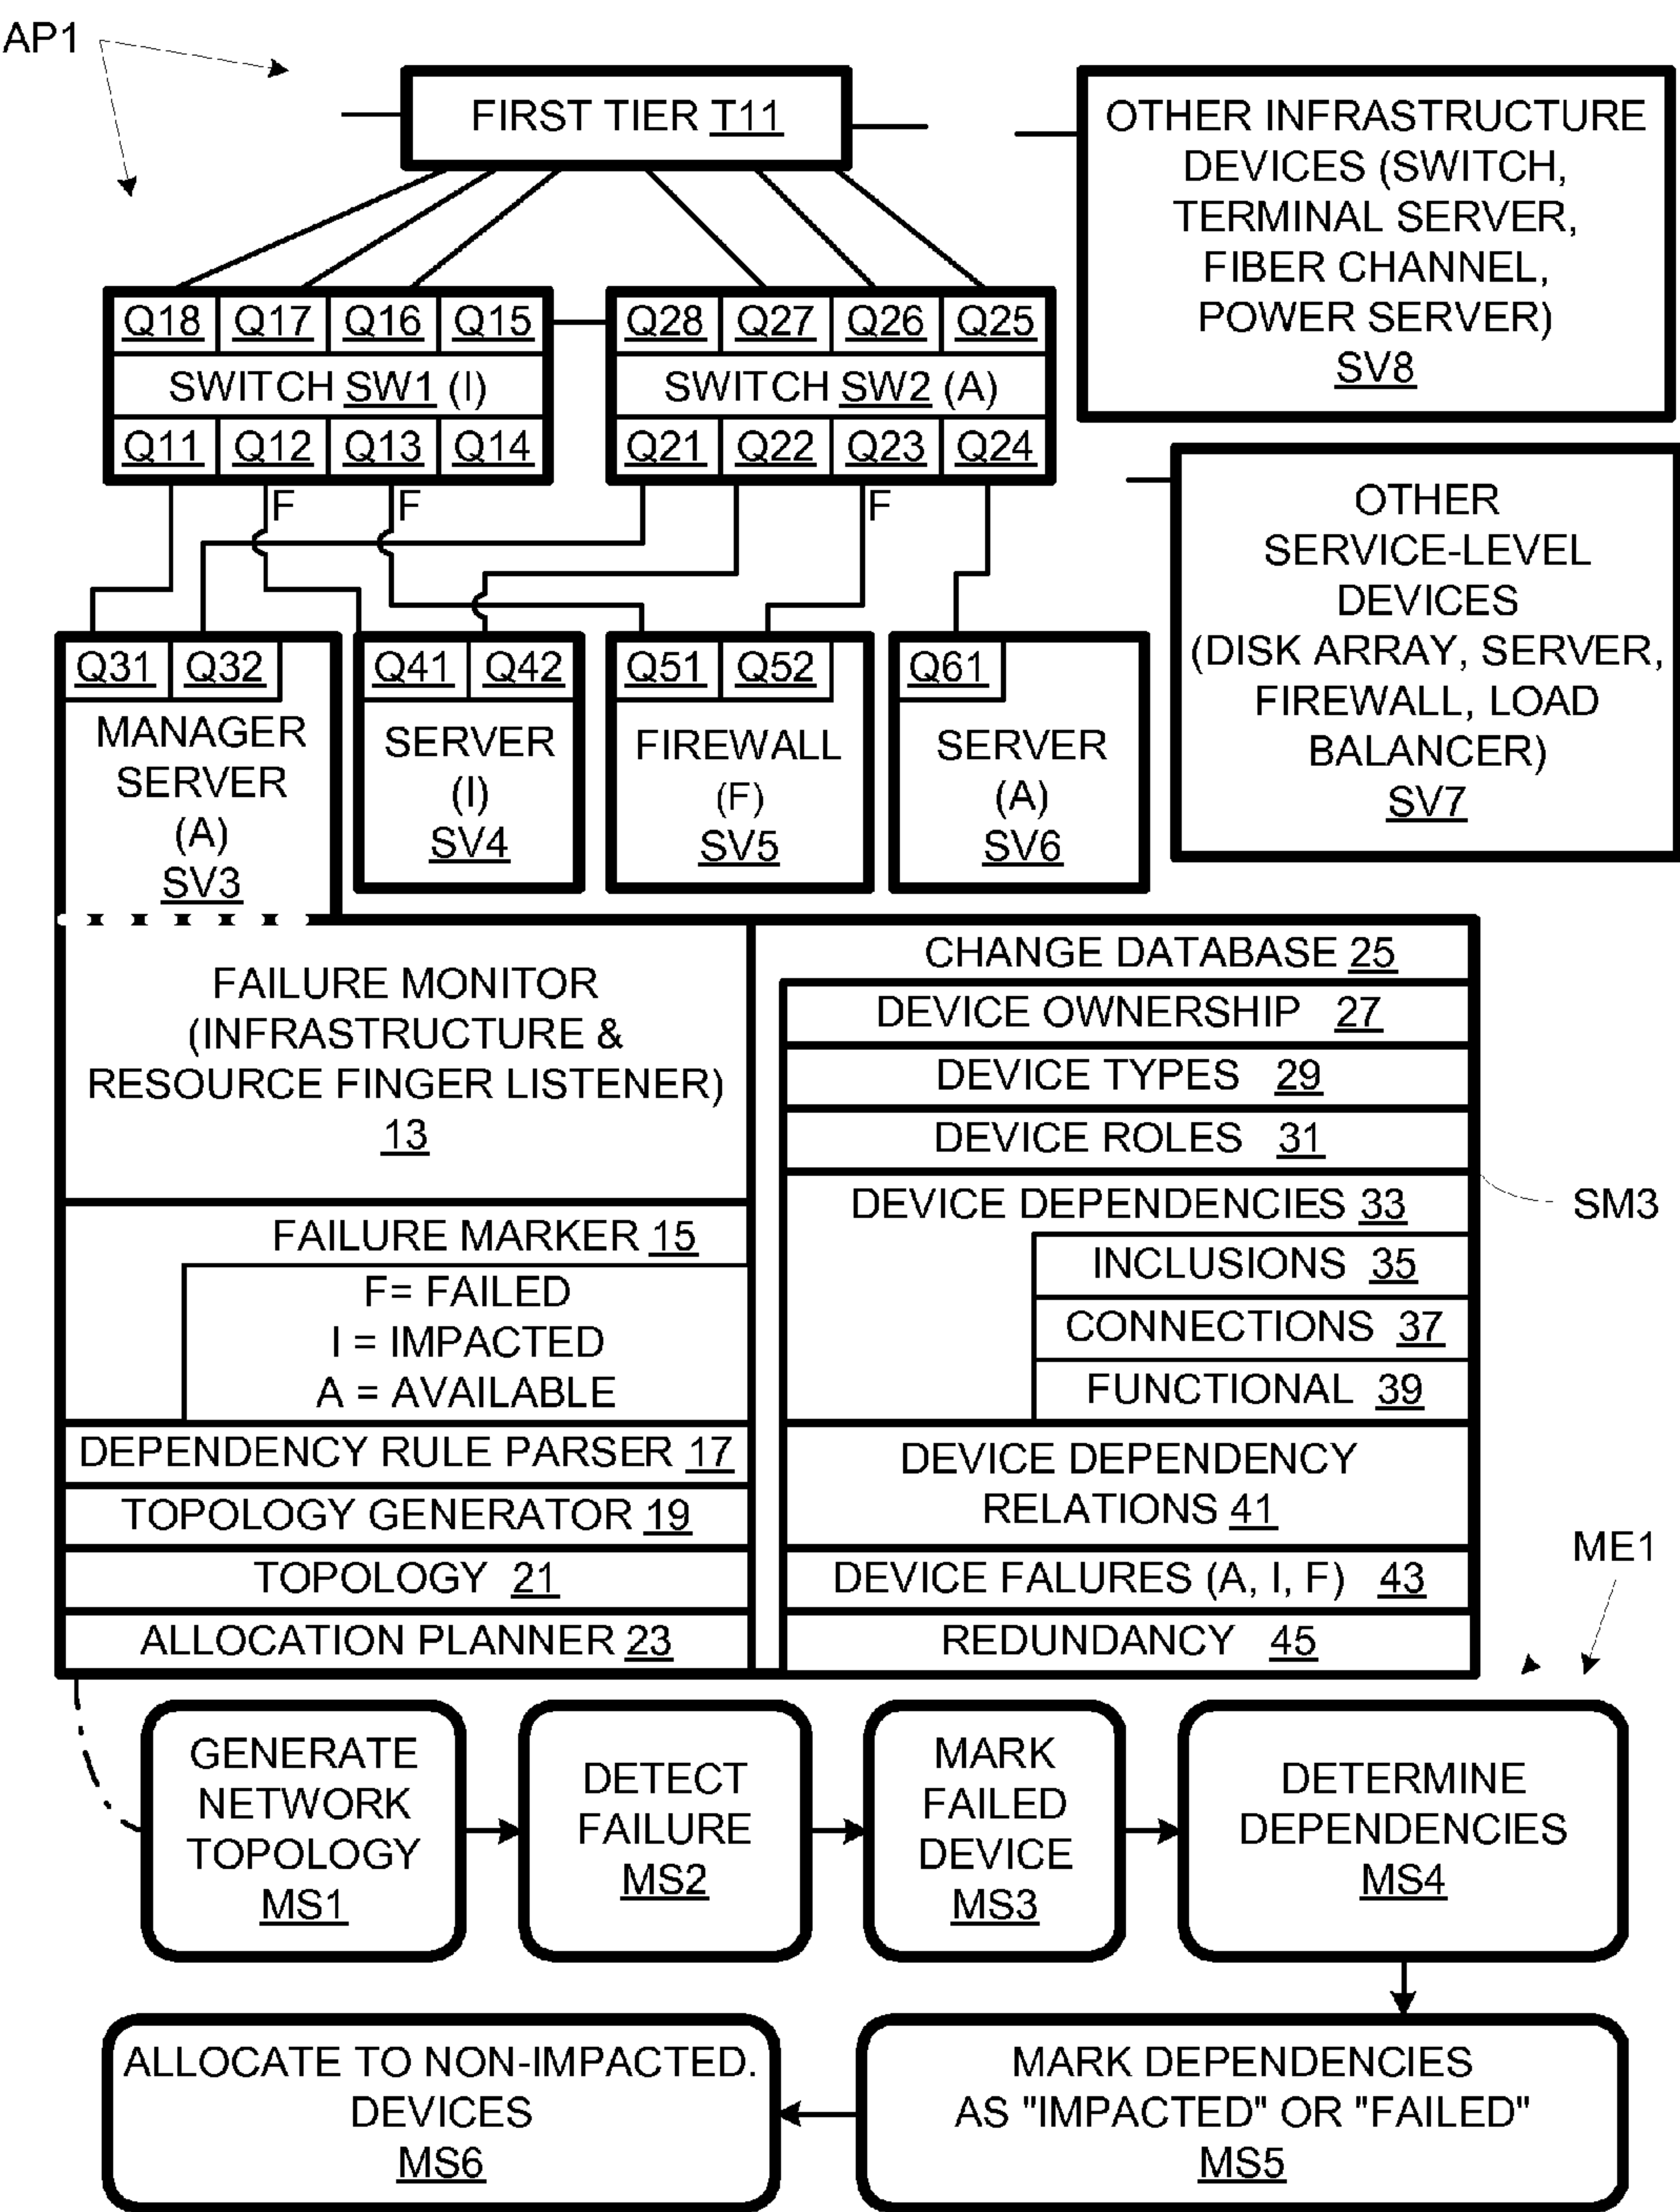 AP1
FIRST TIER T11
OTHER INFRASTRUCTURE
DEVICES (SWITCH,
TERMINAL SERVER,
FIBER CHANNEL,
POWER SERVER)
SV8
Q18 Q17 Q16 Q15
Q28 Q27 Q26 Q25
SWITCH SW1 (I)
SWITCH SW2 (A)
Q11 Q12 Q13 Q14
Q21 Q22 Q23 Q24
F
F
F
OTHER
SERVICE-LEVEL
DEVICES
(DISK ARRAY, SERVER,
FIREWALL, LOAD
BALANCER)
SV7
Q31 Q32
MANAGER
SERVER
(A)
SV3
Q41 Q42
SERVER
(I)
SV4
Q51 Q52
FIREWALL
(F)
SV5
Q61
SERVER
(A)
SV6
FAILURE MONITOR
(INFRASTRUCTURE &
RESOURCE FINGER LISTENER)
13
FAILURE MARKER 15
F= FAILED
I = IMPACTED
A = AVAILABLE
DEPENDENCY RULE PARSER 17
TOPOLOGY GENERATOR 19
TOPOLOGY 21
ALLOCATION PLANNER 23
CHANGE DATABASE 25
DEVICE OWNERSHIP 27
DEVICE TYPES 29
DEVICE ROLES 31
DEVICE DEPENDENCIES 33
INCLUSIONS 35
CONNECTIONS 37
FUNCTIONAL 39
DEVICE DEPENDENCY
RELATIONS 41
DEVICE FALURES (A, I, F) 43
REDUNDANCY 45
SM3
ME1
GENERATE
NETWORK
TOPOLOGY
MS1
DETECT
FAILURE
MS2
MARK
FAILED
DEVICE
MS3
DETERMINE
DEPENDENCIES
MS4
MARK DEPENDENCIES
AS "IMPACTED" OR "FAILED"
MS5
ALLOCATE TO NON-IMPACTED.
DEVICES
MS6